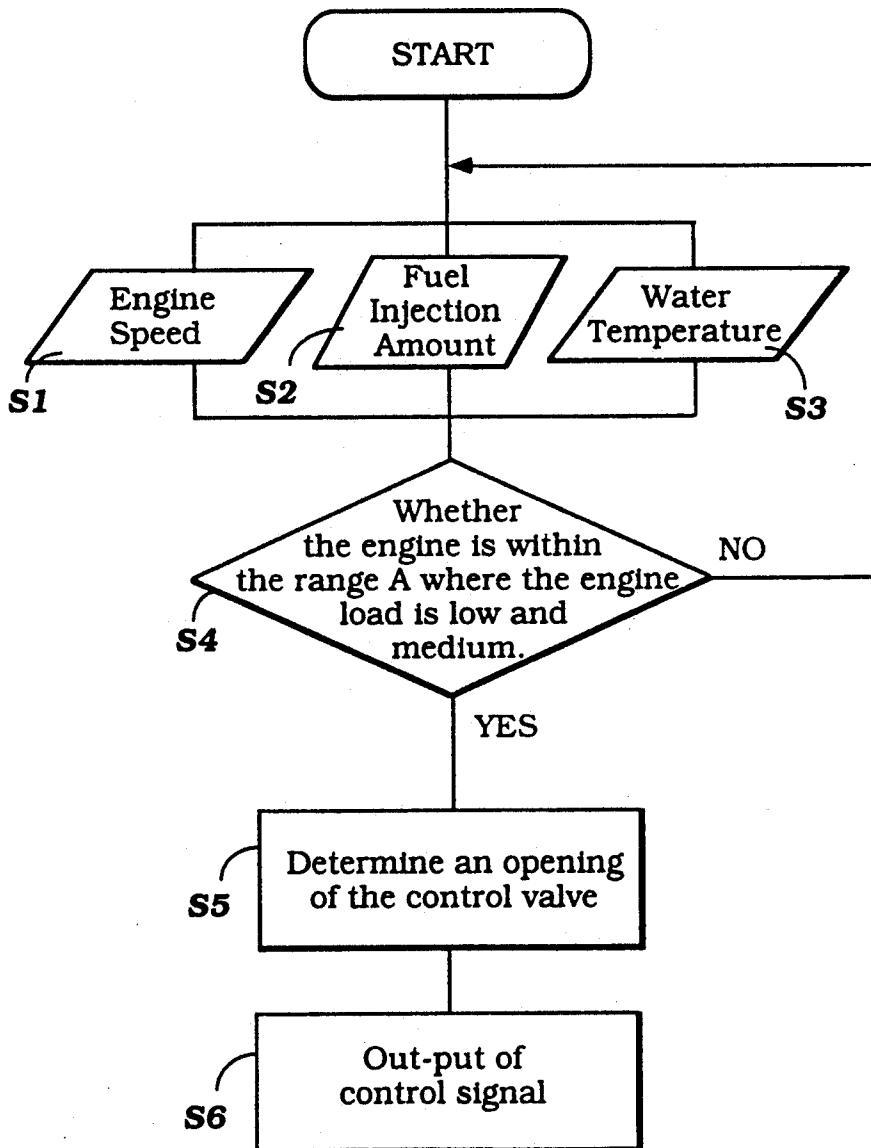 START
Engine
Speed
S1
Fuel
Injection
Amount
S2
Water
Temperature
S3
Whether
the engine is within
the range A where the engine
load is low and
medium.
S4
NO
YES
Determine an opening
of the control valve
S5
Out-put of
control signal
S6